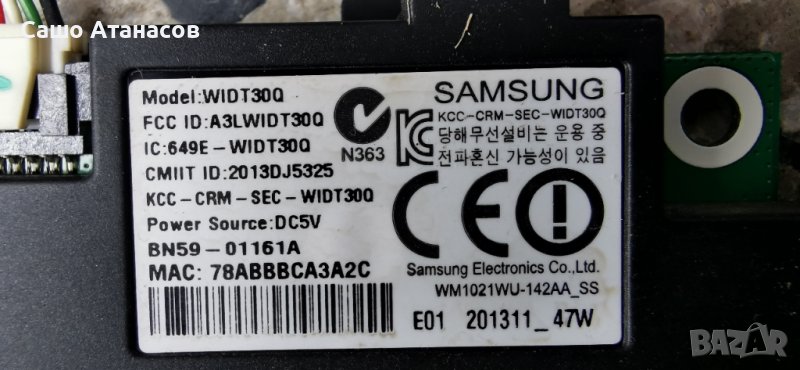 Сашо Атанасов
Model:WIDT30Q
FCC ID:A3LWIDT30Q
IC:649E-WIDT30Q
CMIIT ID:2013DJ5325
KCC-CRM-SEC-WIDT30Q
Power Source:DC5V
BN59-01161A
MAC: 78ABBBCA3A2C
N363
SAMSUNG
KCC-CRM-SEC-WIDT30Q
당해무선설비는 운용 중
전파혼신 가능성이 있음
CE
Samsung Electronics Co.,Ltd.
WM1021WU-142AA_SS
E01 201311_47W
BAZAR